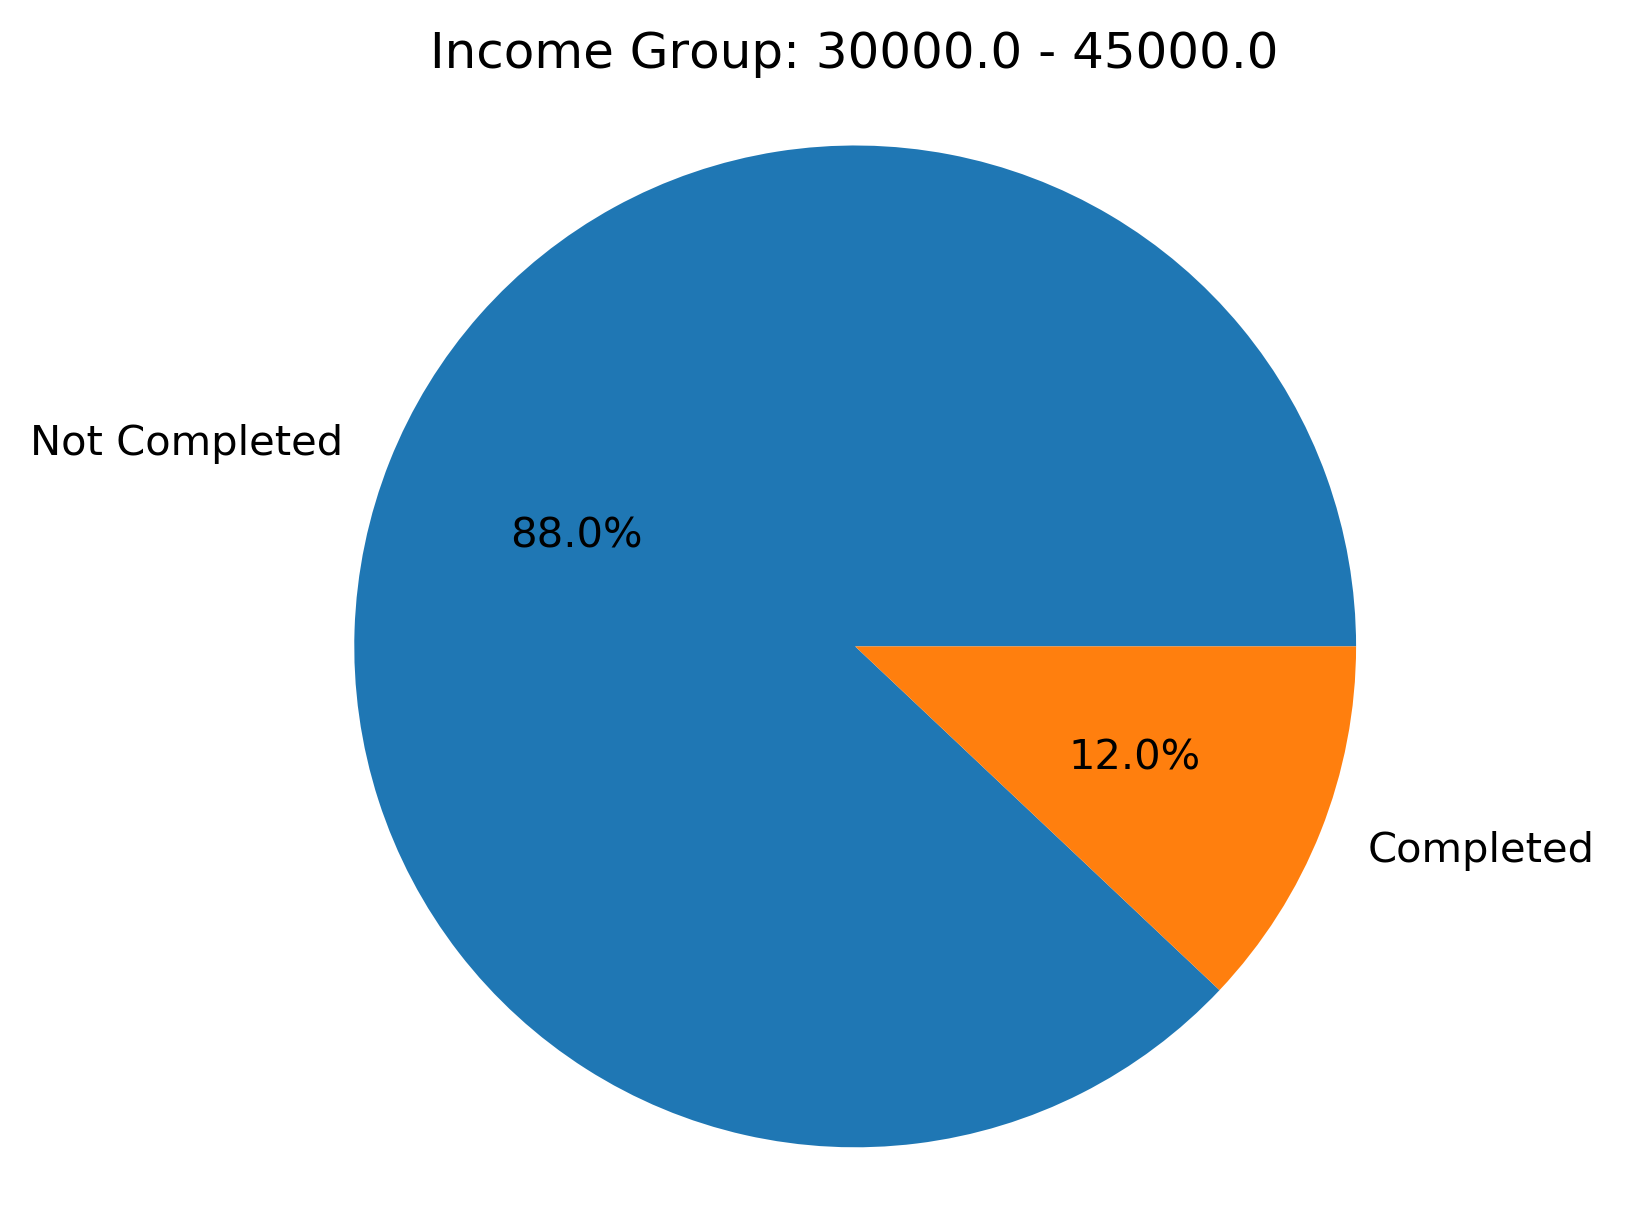 Income Group: 30000.0 - 45000.0
Not Completed
88.0%
12.0%
Completed